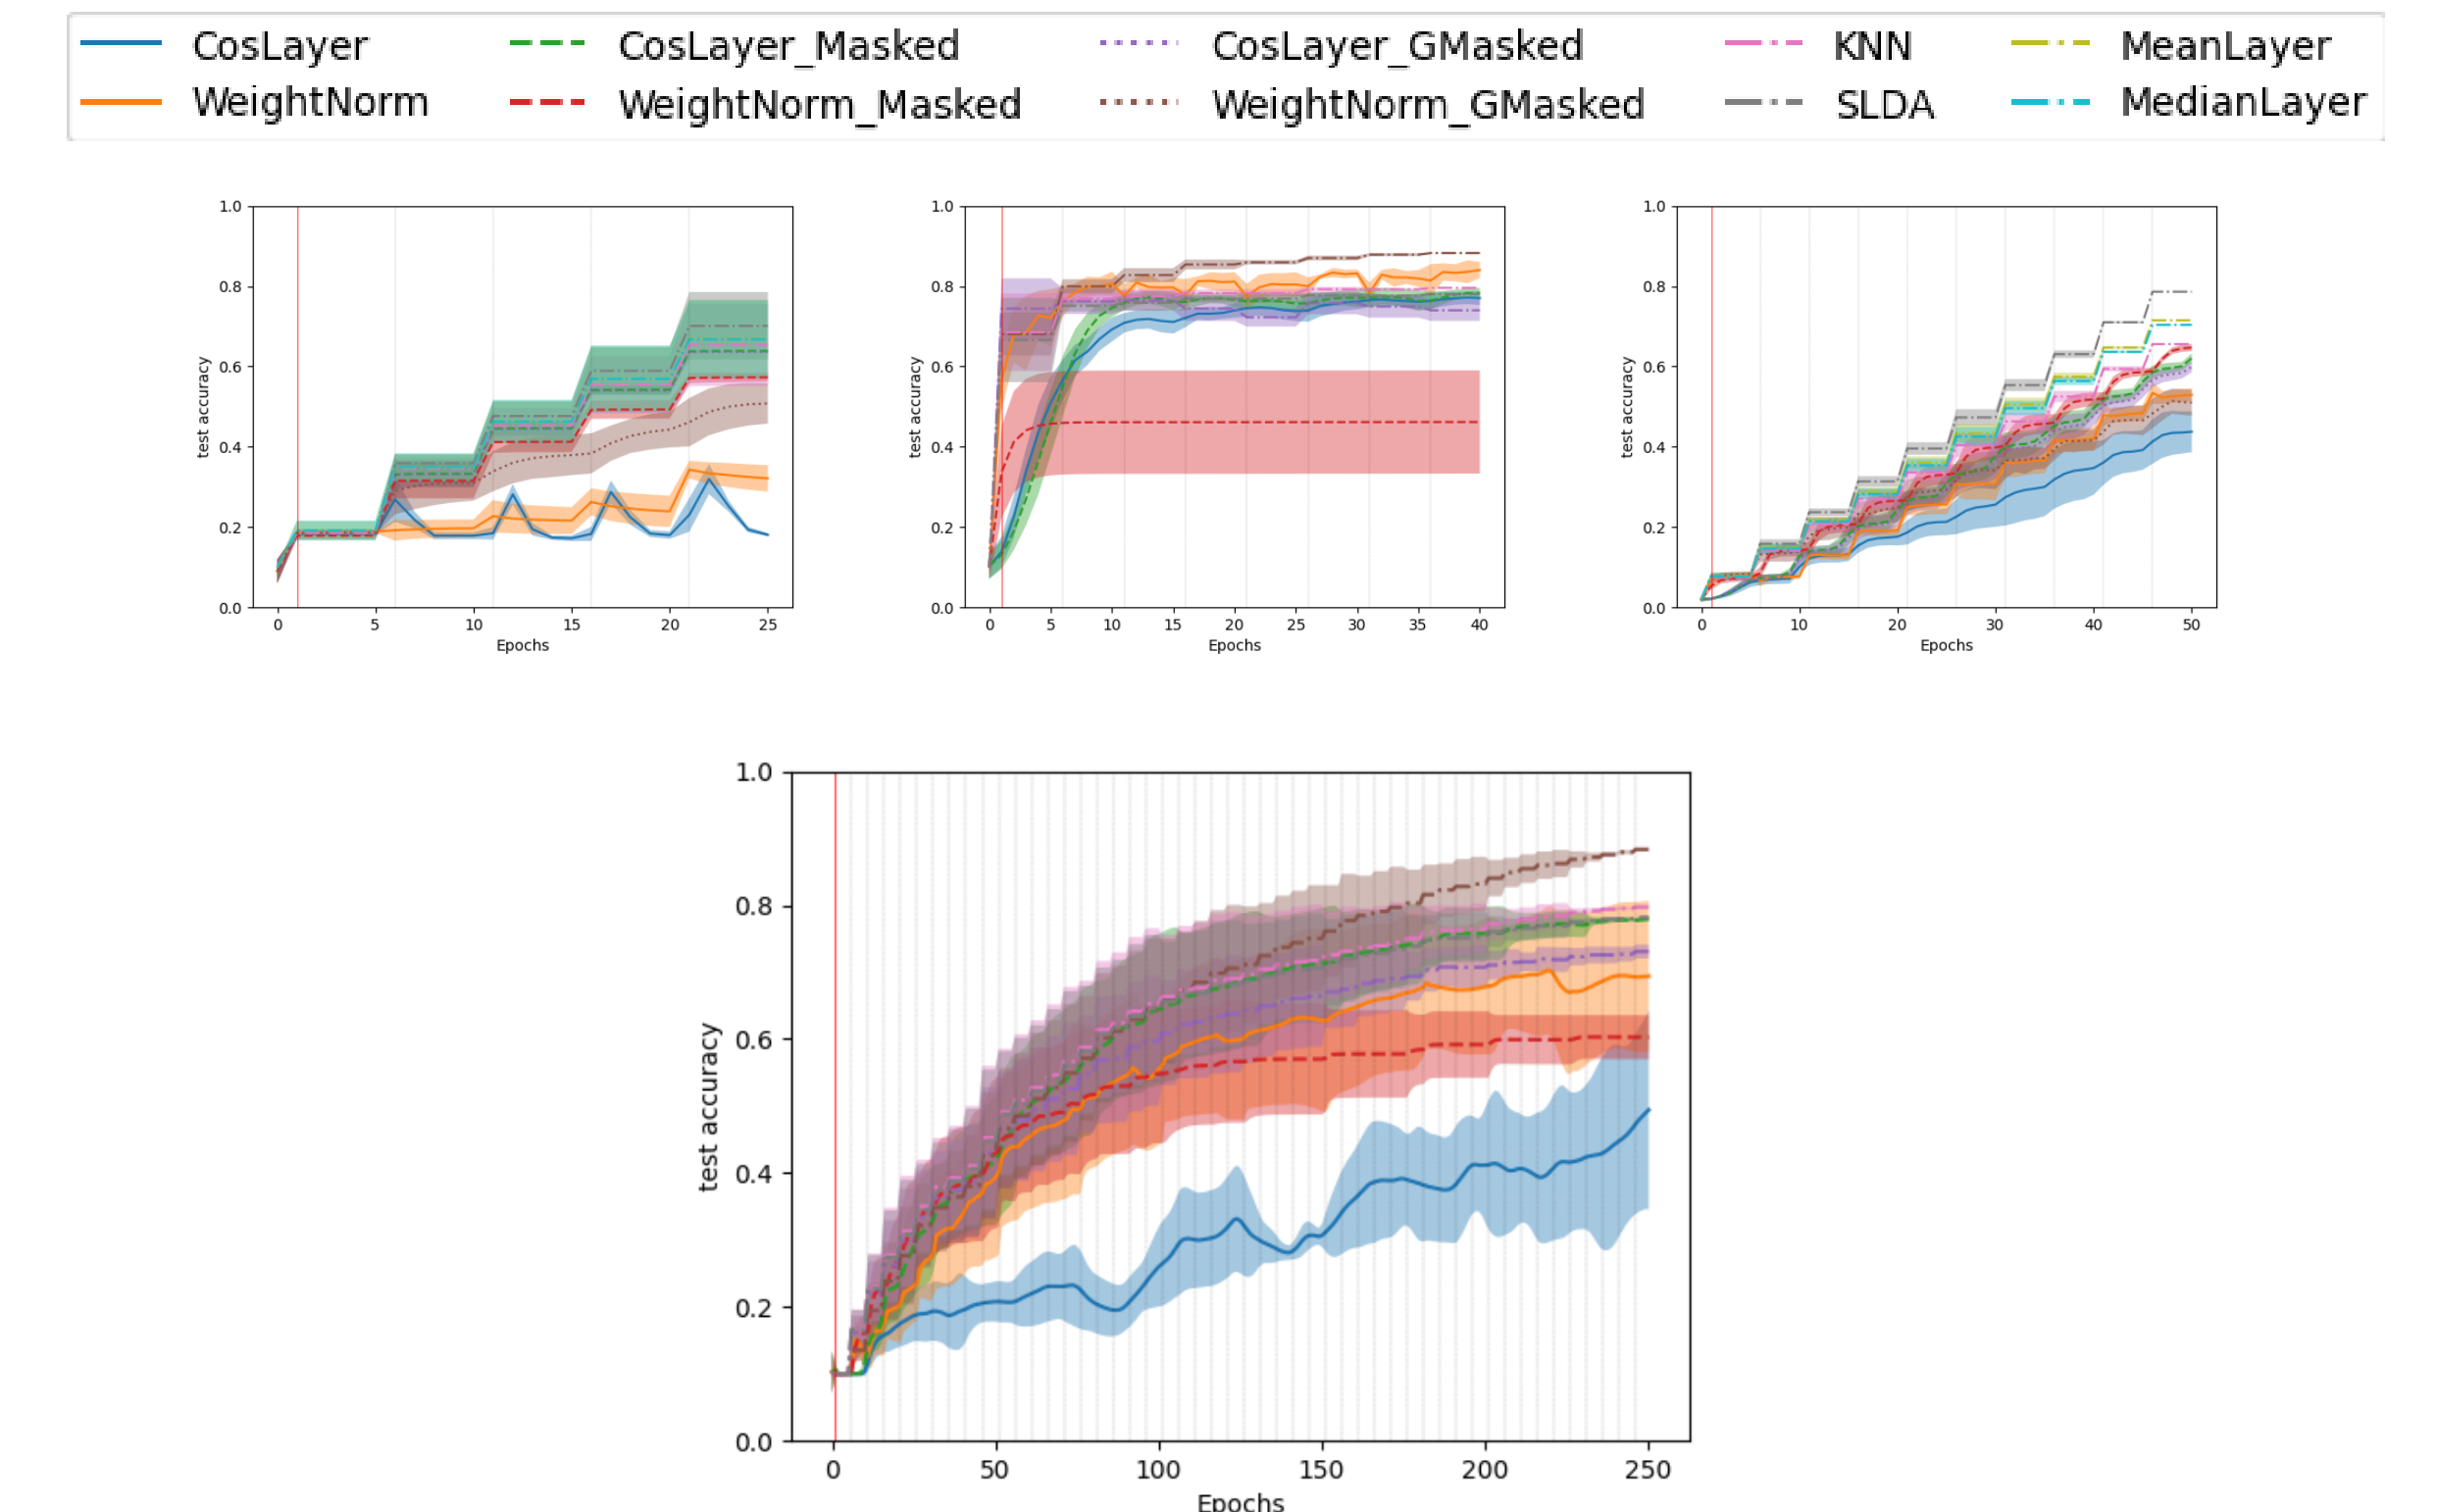 CosLayer CosLayer_Masked CosLayer_GMasked KNN MeanLayer
WeightNorm WeightNorm_Masked WeightNorm_GMasked SLDA MedianLayer
1.0
0.8
0.6
0.4
0.2
0.0
test accuracy
0 5 10 15 20 25
Epochs
1.0
0.8
0.6
0.4
0.2
0.0
test accuracy
0 5 10 15 20 25 30 35 40
Epochs
1.0
0.8
0.6
0.4
0.2
0.0
test accuracy
0 10 20 30 40 50
Epochs
1.0
0.8
0.6
0.4
0.2
0.0
test accuracy
0 50 100 150 200 250
Epochs